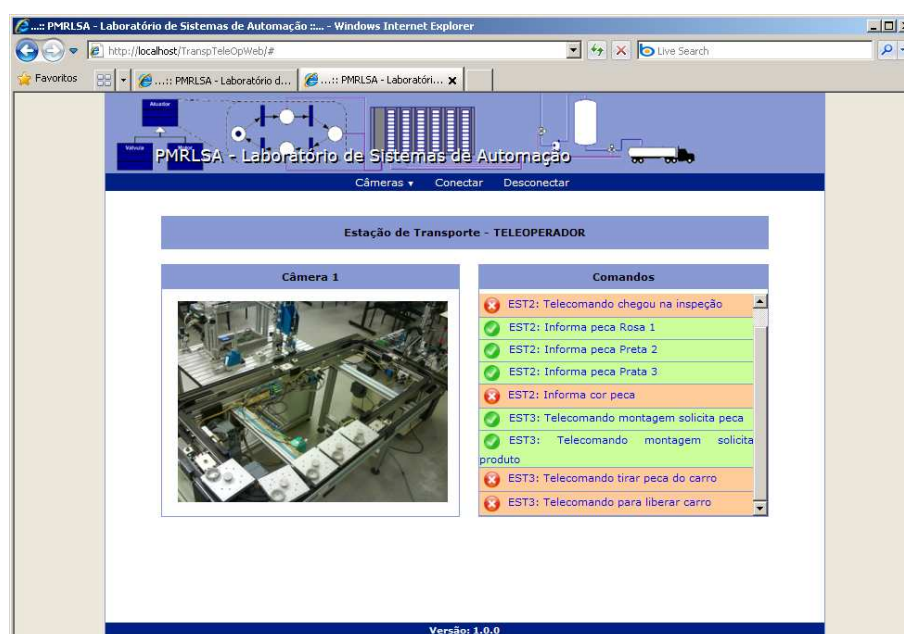 ...:: PMRLSA - Laboratório de Sistemas de Automação ::... - Windows Internet Explorer
http://localhost/TranspTeleOpWeb/#
Live Search
Favoritos
...:: PMRLSA - Laboratório d...
...:: PMRLSA - Laboratóri...
Atuador
PMRLSA - Laboratório de Sistemas de Automação
Câmeras Conectar Desconectar
Estação de Transporte - TELEOPERADOR
Câmera 1
Comandos
EST2: Telecomando chegou na inspeção
EST2: Informa peca Rosa 1
EST2: Informa peca Preta 2
EST2: Informa peca Prata 3
EST2: Informa cor peca
EST3: Telecomando montagem solicita peca
EST3: Telecomando montagem solicita
produto
EST3: Telecomando tirar peca do carro
EST3: Telecomando para liberar carro
Versão: 1.0.0